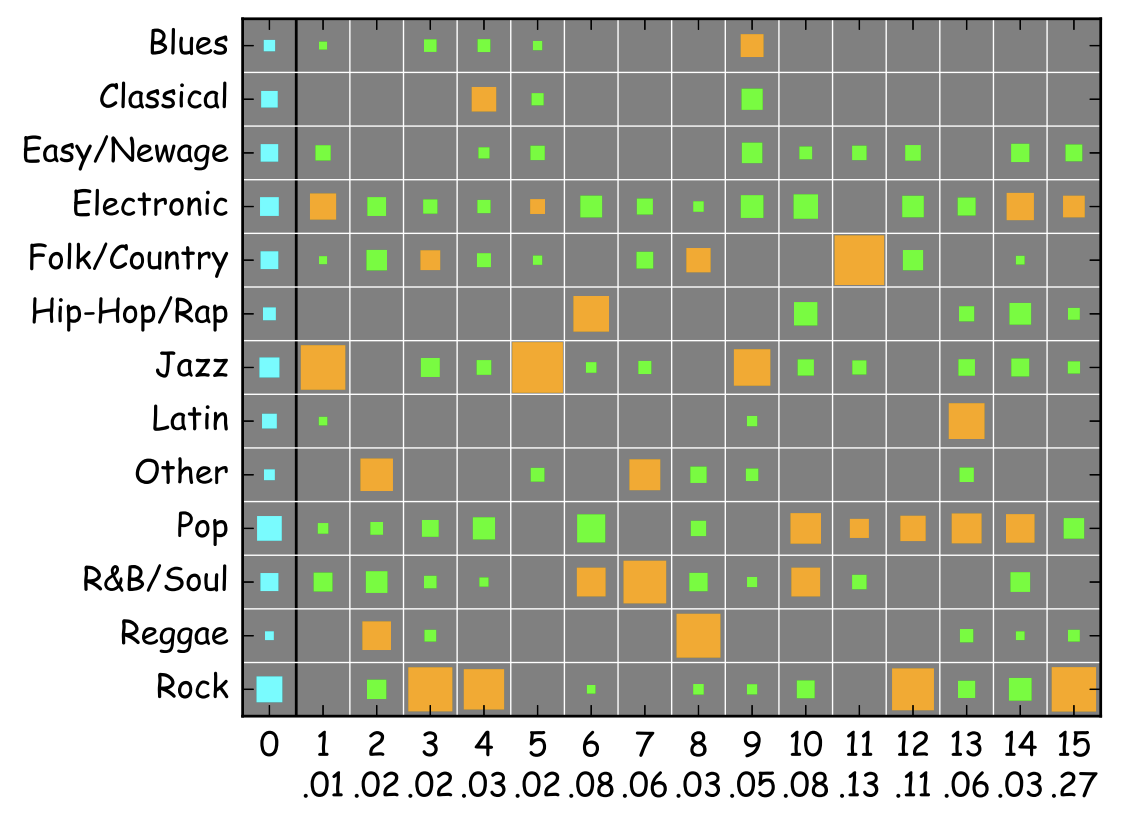 Blues
Classical
Easy/Newage
Electronic
Folk/Country
Hip-Hop/Rap
Jazz
Latin
Other
Pop
R&B/Soul
Reggae
Rock
0 1 2 3 4 5 6 7 8 9 10 11 12 13 14 15
.01 .02 .02 .03 .02 .08 .06 .03 .05 .08 .13 .11 .06 .03 .27